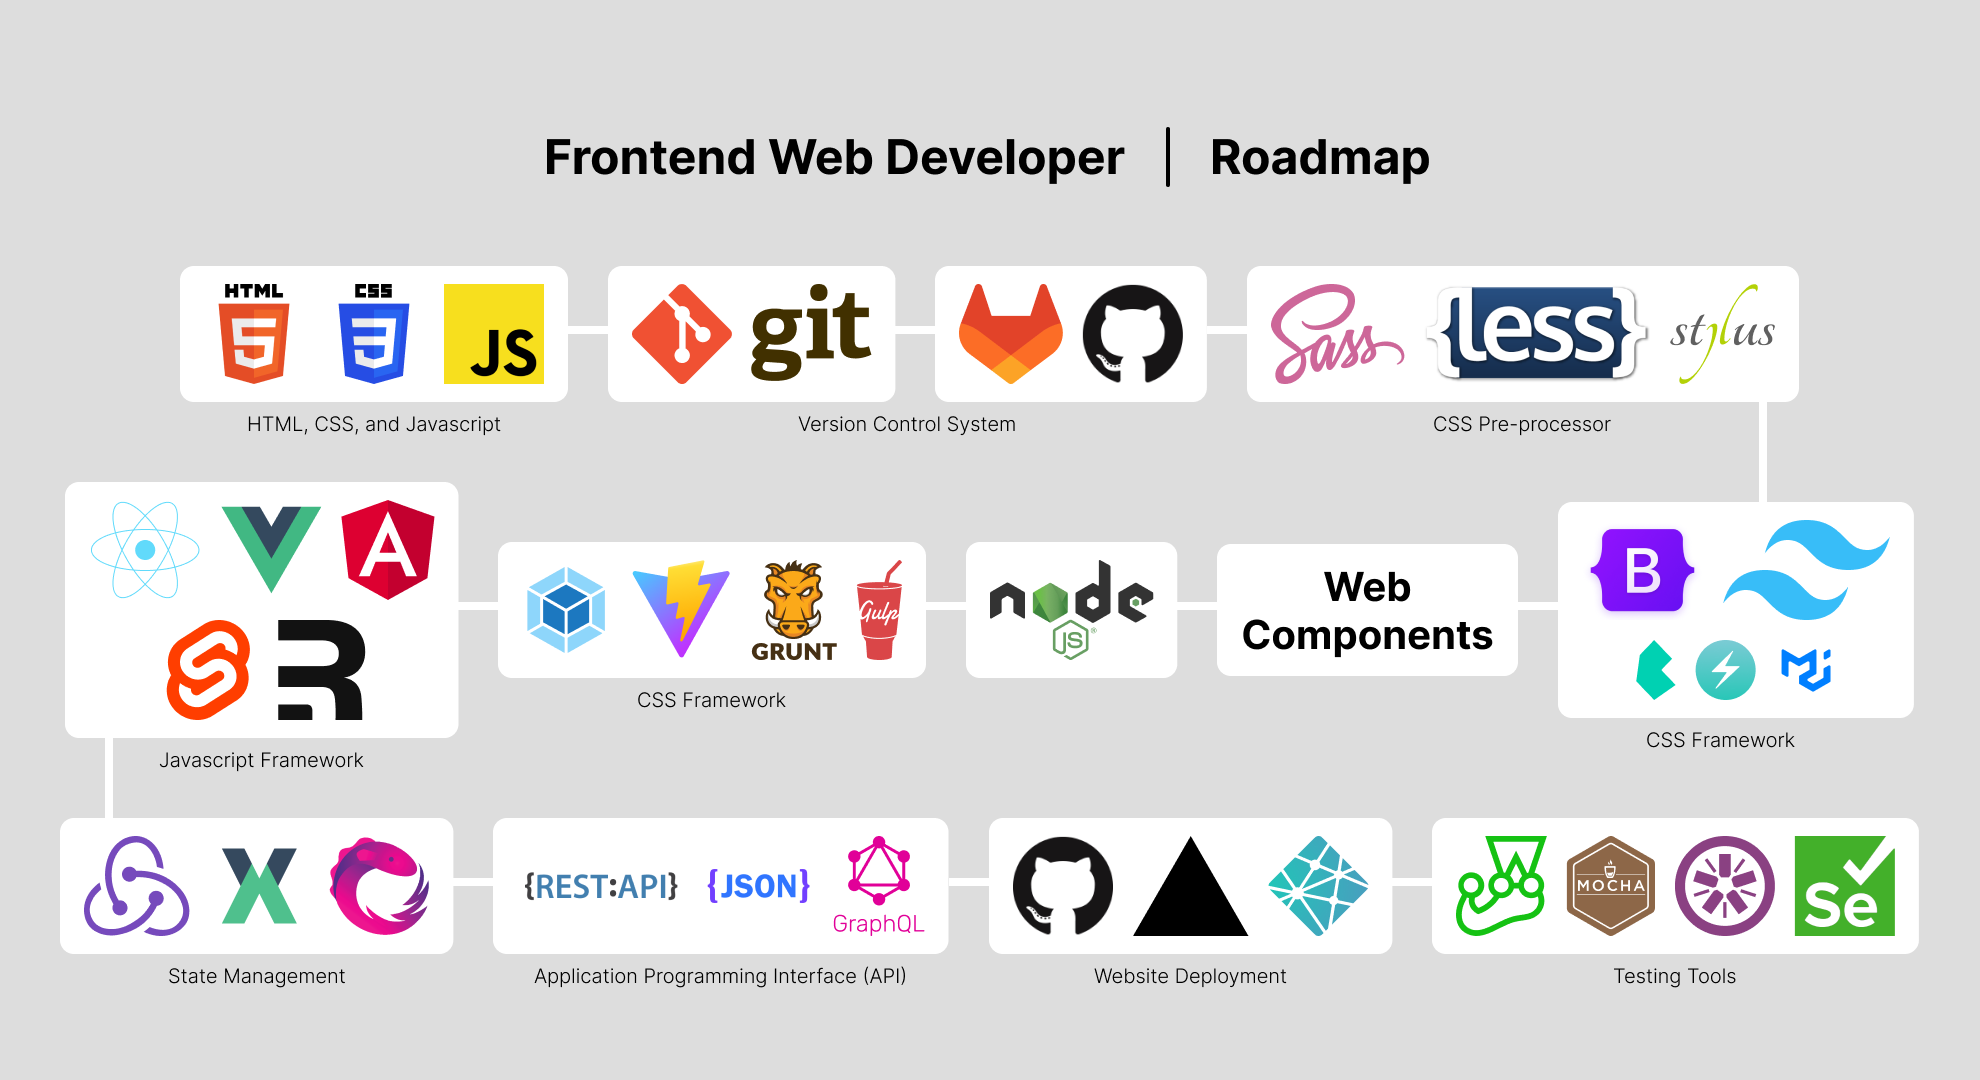 Frontend Web Developer | Roadmap
HTML
5
CSS
3
JS
git
Sass
{less}
stylus
HTML, CSS, and Javascript
Version Control System
CSS Pre-processor
A
GRUNT
Gulp
node
JS®
Web
Components
B
CSS Framework
Javascript Framework
CSS Framework
{REST:API}
{JSON}
GraphQL
MOCHA
Se
State Management
Application Programming Interface (API)
Website Deployment
Testing Tools